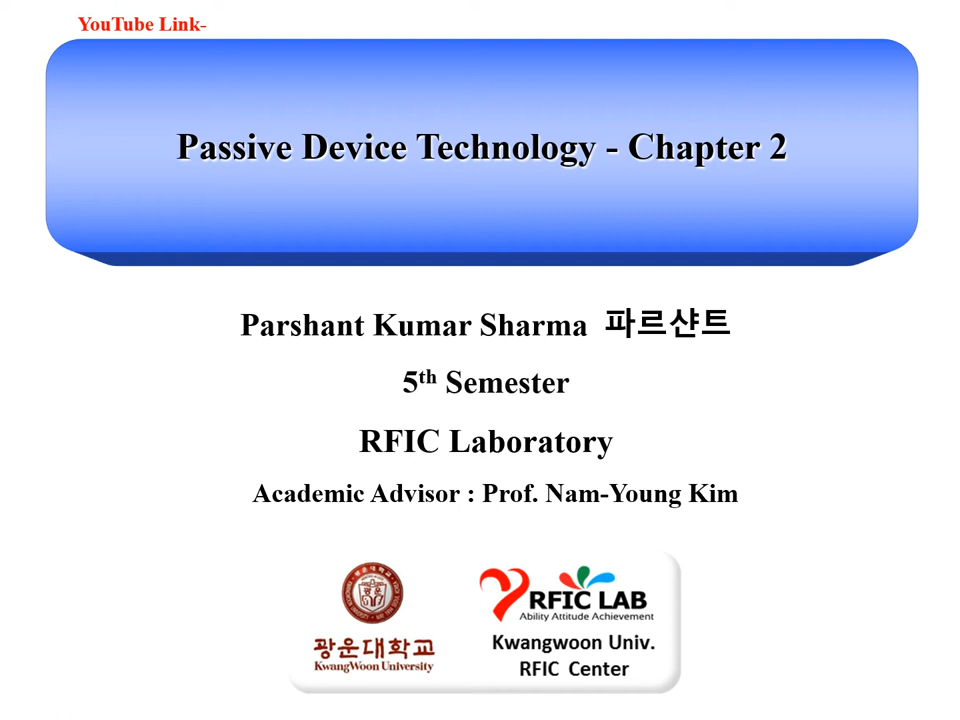 YouTube Link-
Passive Device Technology - Chapter 2
Parshant Kumar Sharma 파르샨트
5th Semester
RFIC Laboratory
Academic Advisor : Prof. Nam-Young Kim
광운대학교
KwangWoon University
RFIC LAB
Ability Attitude Achievement
Kwangwoon Univ.
RFIC Center